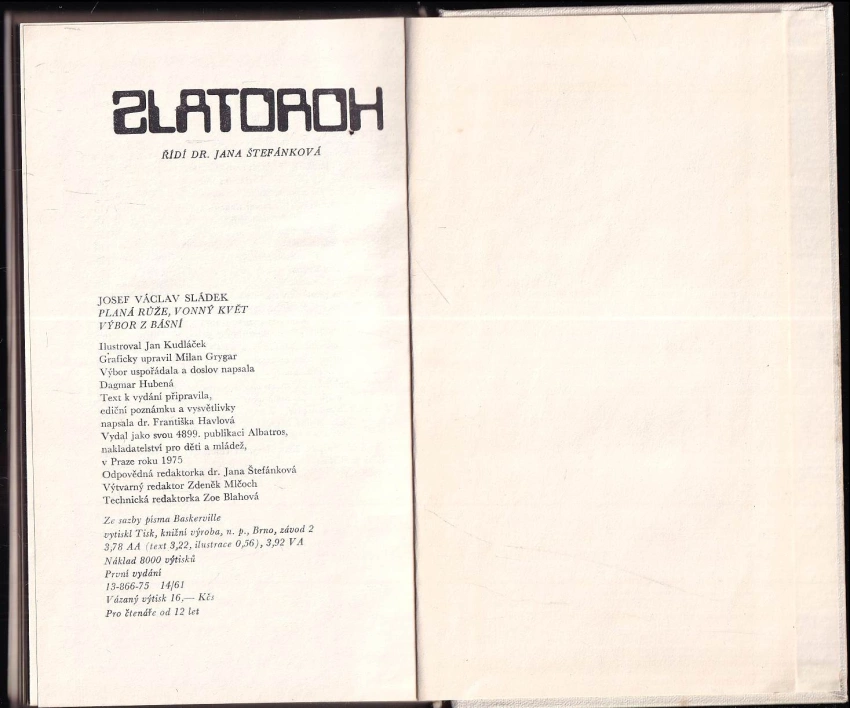 ZLATOROH
ŘÍDÍ DR. JANA ŠTEFÁNKOVÁ
JOSEF VÁCLAV SLÁDEK
PLANÁ RŮŽE, VONNÝ KVĚT
VÝBOR Z BÁSNÍ
Ilustroval Jan Kudláček
Graficky upravil Milan Grygar
Výbor uspořádala a doslov napsala
Dagmar Hubená
Text k vydání připravila,
ediční poznámku a vysvětlivky
napsala dr. Františka Havlová
Vydal jako svou 4899. publikaci Albatros,
nakladatelství pro děti a mládež,
v Praze roku 1975
Odpovědná redaktorka dr. Jana Štefánková
Výtvarný redaktor Zdeněk Mlčoch
Technická redaktorka Zoe Blahová
Ze sazby písma Baskerville
vytiskl Tisk, knižní výroba, n. p., Brno, závod 2
3,78 AA (text 3,22, ilustrace 0,56), 3,92 VA
Náklad 8000 výtisků
První vydání
13-866-75 14/61
Vázaný výtisk 16,— Kčs
Pro čtenáře od 12 let